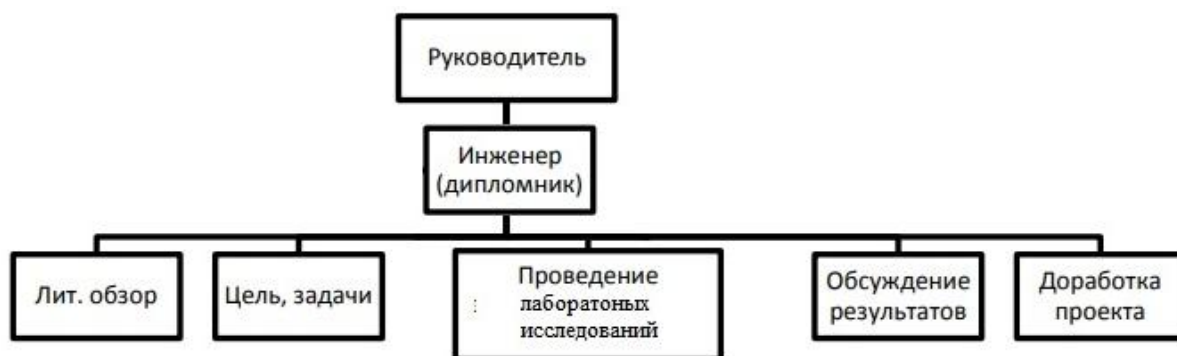 Руководитель
Инженер
(дипломник)
Лит. обзор
Цель, задачи
Проведение
лаборатоных
исследований
Обсуждение
результатов
Доработка
проекта